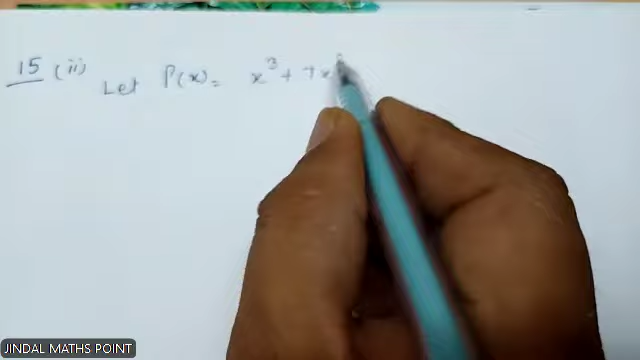 15 (ii) Let P(x) = x³ + 7x
JINDAL MATHS POINT